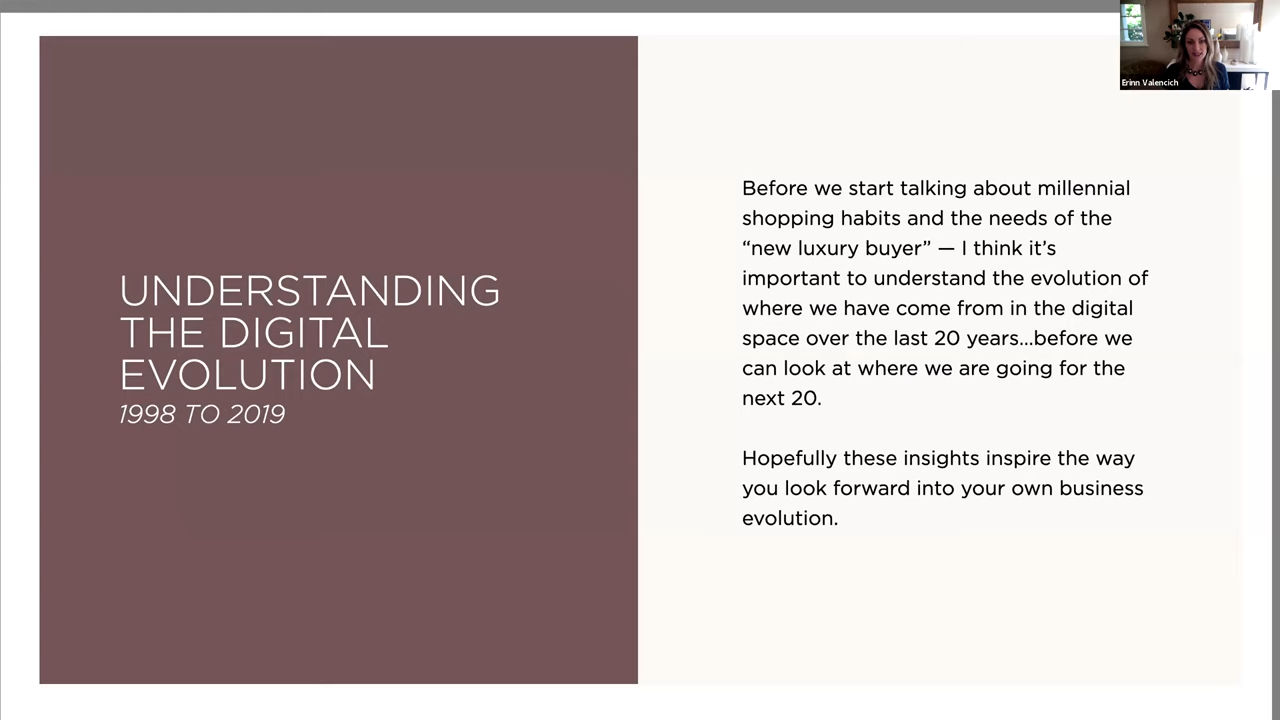 UNDERSTANDING
THE DIGITAL
EVOLUTION
1998 TO 2019
Before we start talking about millennial
shopping habits and the needs of the
“new luxury buyer” — I think it’s
important to understand the evolution of
where we have come from in the digital
space over the last 20 years...before we
can look at where we are going for the
next 20.
Hopefully these insights inspire the way
you look forward into your own business
evolution.
Erinn Valencich